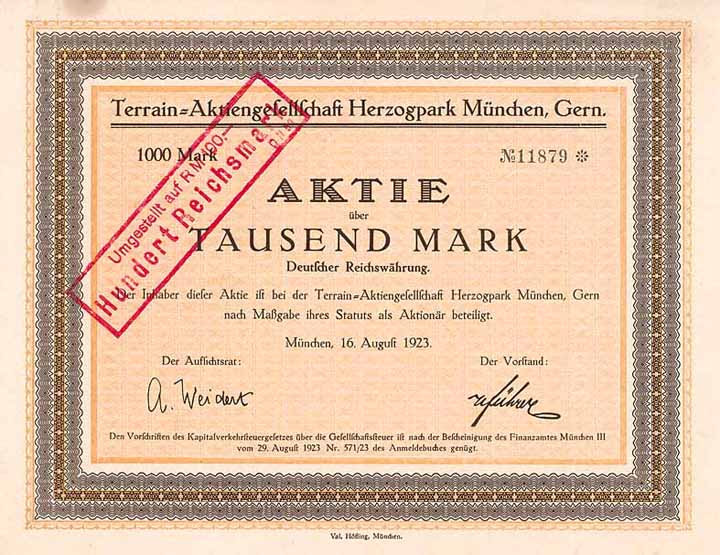 Terrain=Aktiengesellschaft Herzogpark München, Gern.
1000 Mark
№11879 ✻
Umgestellt auf RM 100.—
Hundert Reichsmark
AKTIE
über
TAUSEND MARK
Deutscher Reichswährung.
Der Inhaber dieser Aktie ist bei der Terrain=Aktiengesellschaft Herzogpark München, Gern
nach Maßgabe ihres Statuts als Aktionär beteiligt.
München, 16. August 1923.
Der Aufsichtsrat:
Der Vorstand:
A. Weidert
Den Vorschriften des Kapitalverkehrsteuergesetzes über die Gesellschaftsteuer ist nach der Bescheinigung des Finanzamtes München III
vom 29. August 1923 Nr. 571/23 des Anmeldebuches genügt.
Val. Höfling, München.